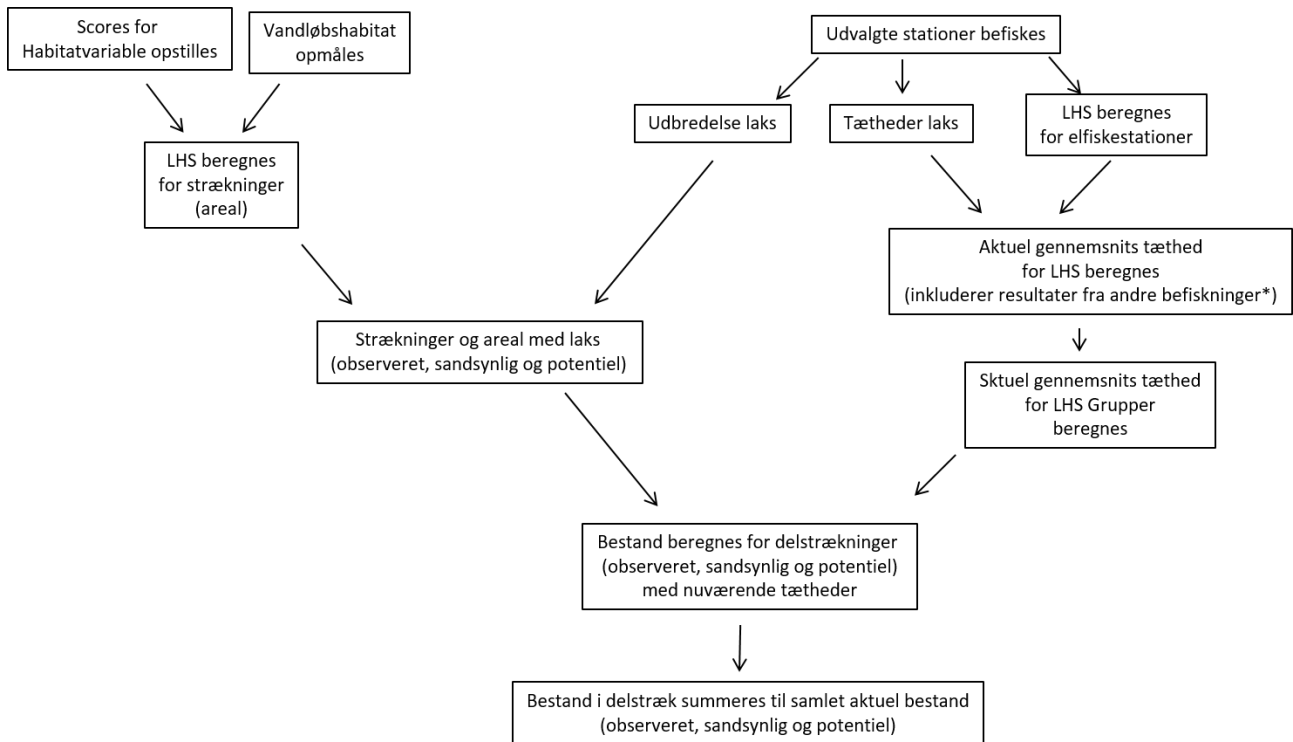 Scores for
Habitatvariable opstilles
Vandløbshabitat
opmåles
Udvalgte stationer befiskes
Udbredelse laks
Tætheder laks
LHS beregnes
for elfiskestationer
LHS beregnes
for strækninger
(areal)
Aktuel gennemsnits tæthed
for LHS beregnes
(inkluderer resultater fra andre befiskninger*)
Strækninger og areal med laks
(observeret, sandsynlig og potentiel)
Sktuel gennemsnits tæthed
for LHS Grupper
beregnes
Bestand beregnes for delstrækninger
(observeret, sandsynlig og potentiel)
med nuværende tætheder
Bestand i delstræk summeres til samlet aktuel bestand
(observeret, sandsynlig og potentiel)